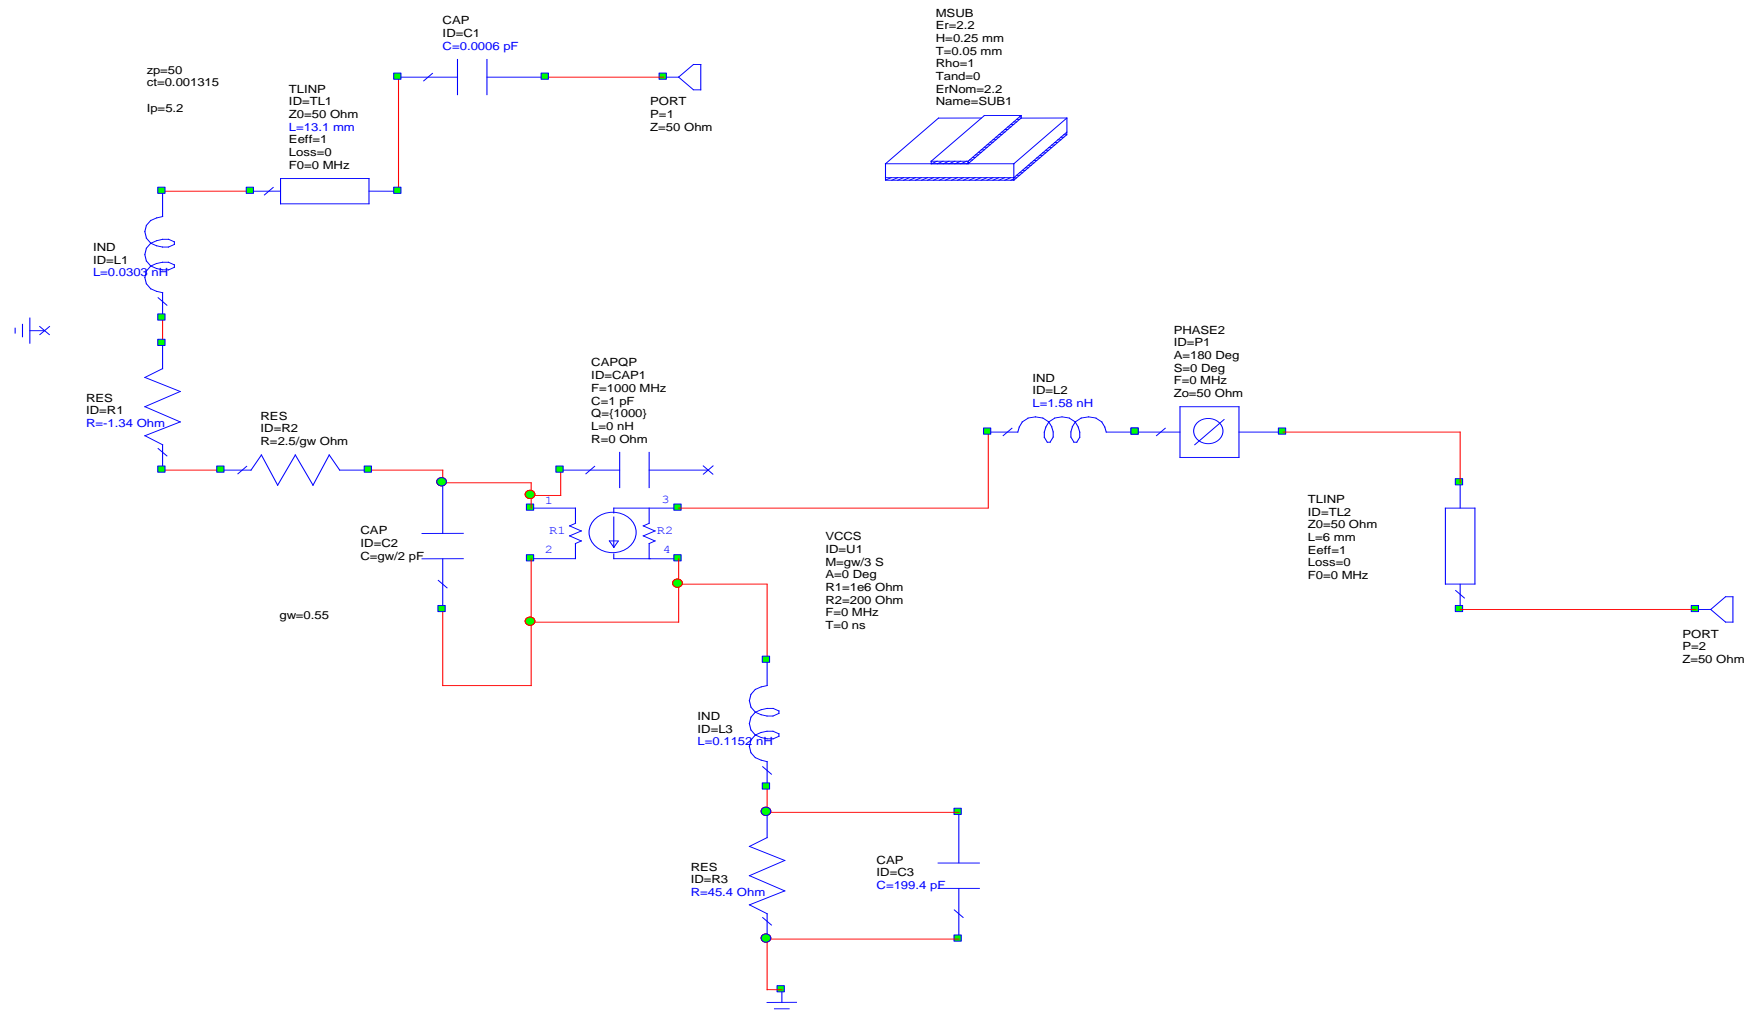 CAP
ID=C1
C=0.0006 pF
MSUB
Er=2.2
H=0.25 mm
T=0.05 mm
Rho=1
Tand=0
ErNom=2.2
Name=SUB1
zp=50
ct=0.001315
lp=5.2
TLINP
ID=TL1
Z0=50 Ohm
L=13.1 mm
Eeff=1
Loss=0
F0=0 MHz
PORT
P=1
Z=50 Ohm
IND
ID=L1
L=0.0303 nH
RES
ID=R1
R=-1.34 Ohm
RES
ID=R2
R=2.5/gw Ohm
CAPQP
ID=CAP1
F=1000 MHz
C=1 pF
Q={1000}
L=0 nH
R=0 Ohm
IND
ID=L2
L=1.58 nH
PHASE2
ID=P1
A=180 Deg
S=0 Deg
F=0 MHz
Zo=50 Ohm
1
3
R1
R2
2
4
CAP
ID=C2
C=gw/2 pF
VCCS
ID=U1
M=gw/3 S
A=0 Deg
R1=1e6 Ohm
R2=200 Ohm
F=0 MHz
T=0 ns
TLINP
ID=TL2
Z0=50 Ohm
L=6 mm
Eeff=1
Loss=0
F0=0 MHz
gw=0.55
PORT
P=2
Z=50 Ohm
IND
ID=L3
L=0.1152 nH
RES
ID=R3
R=45.4 Ohm
CAP
ID=C3
C=199.4 pF